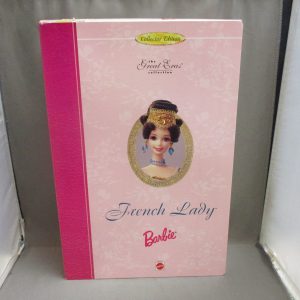 Collector Edition
the
Great Eras
collection
French Lady
Barbie